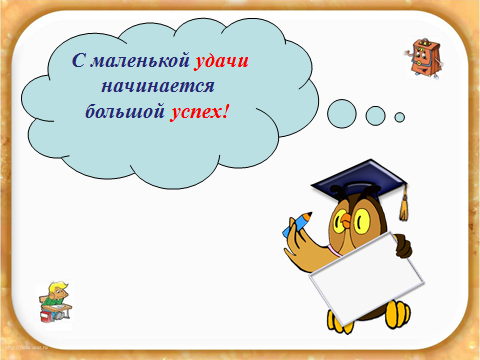 С маленькой удачи
начинается
большой успех!